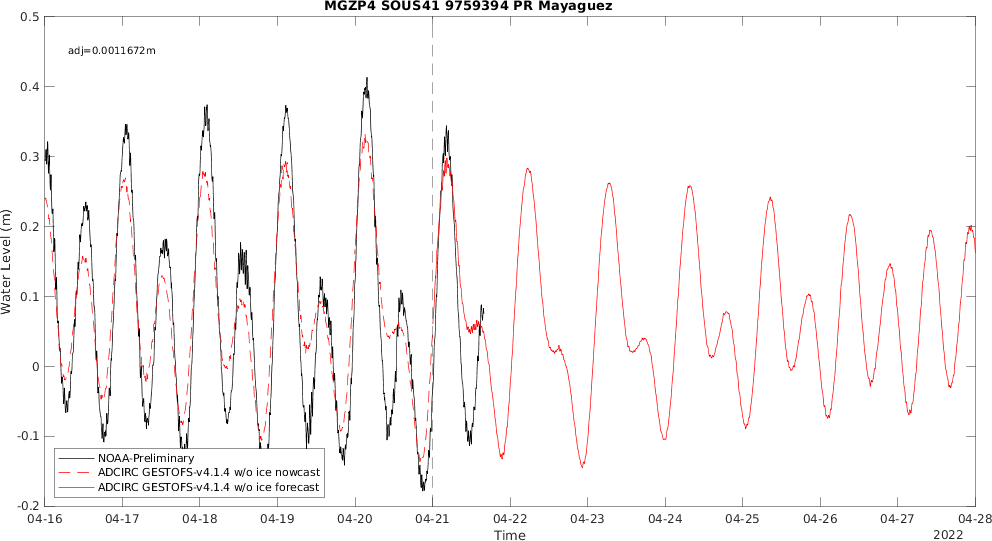 MGZP4 SOUS41 9759394 PR Mayaguez
0.5
adj=0.0011672m
0.4
0.3
0.2
Water Level (m)
0.1
0
-0.1
NOAA-Preliminary
ADCIRC GESTOFS-v4.1.4 w/o ice nowcast
ADCIRC GESTOFS-v4.1.4 w/o ice forecast
-0.2
04-16 04-17 04-18 04-19 04-20 04-21 04-22 04-23 04-24 04-25 04-26 04-27 04-28
Time
2022